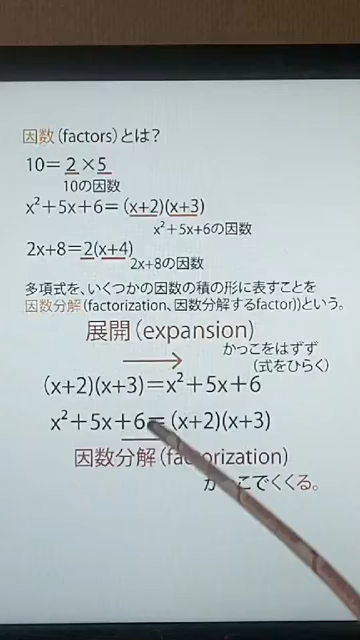 因数(factors)とは?
10=2×5
10の因数
x²+5x+6=(x+2)(x+3)
x²+5x+6の因数
2x+8=2(x+4)
2x+8の因数
多項式を、いくつかの因数の積の形に表すことを
因数分解(factorization、因数分解するfactor))という。
展開(expansion)
かっこをはずず
(式をひらく)
(x+2)(x+3)=x²+5x+6
x²+5x+6=(x+2)(x+3)
因数分解(factorization)
かっこでくくる。